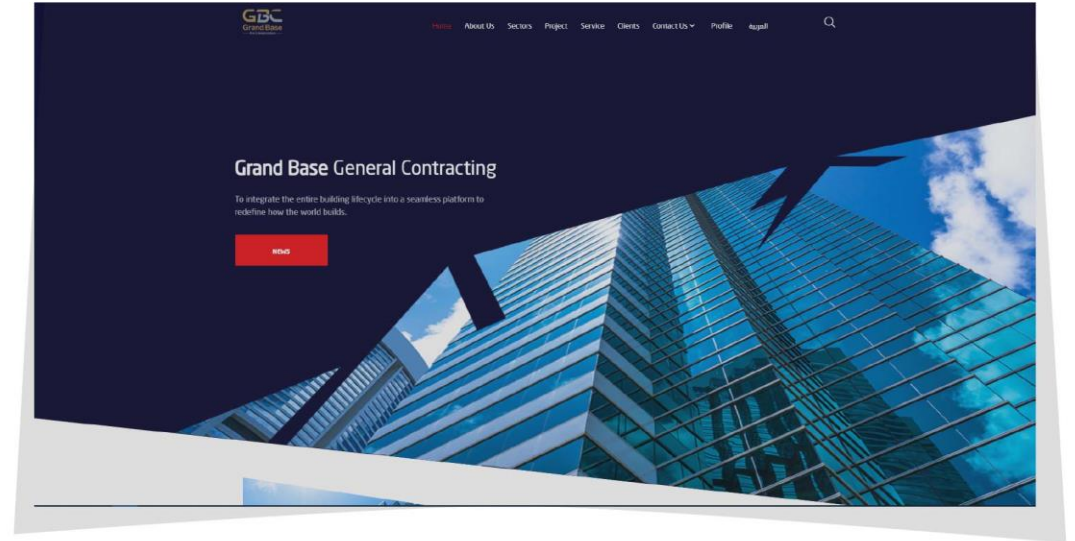 GBC
Grand Base
Home About Us Sectors Project Service Clients Contact Us Profile العربية
Grand Base General Contracting
To integrate the entire building lifecycle into a seamless platform to
redefine how the world builds.
NEWS